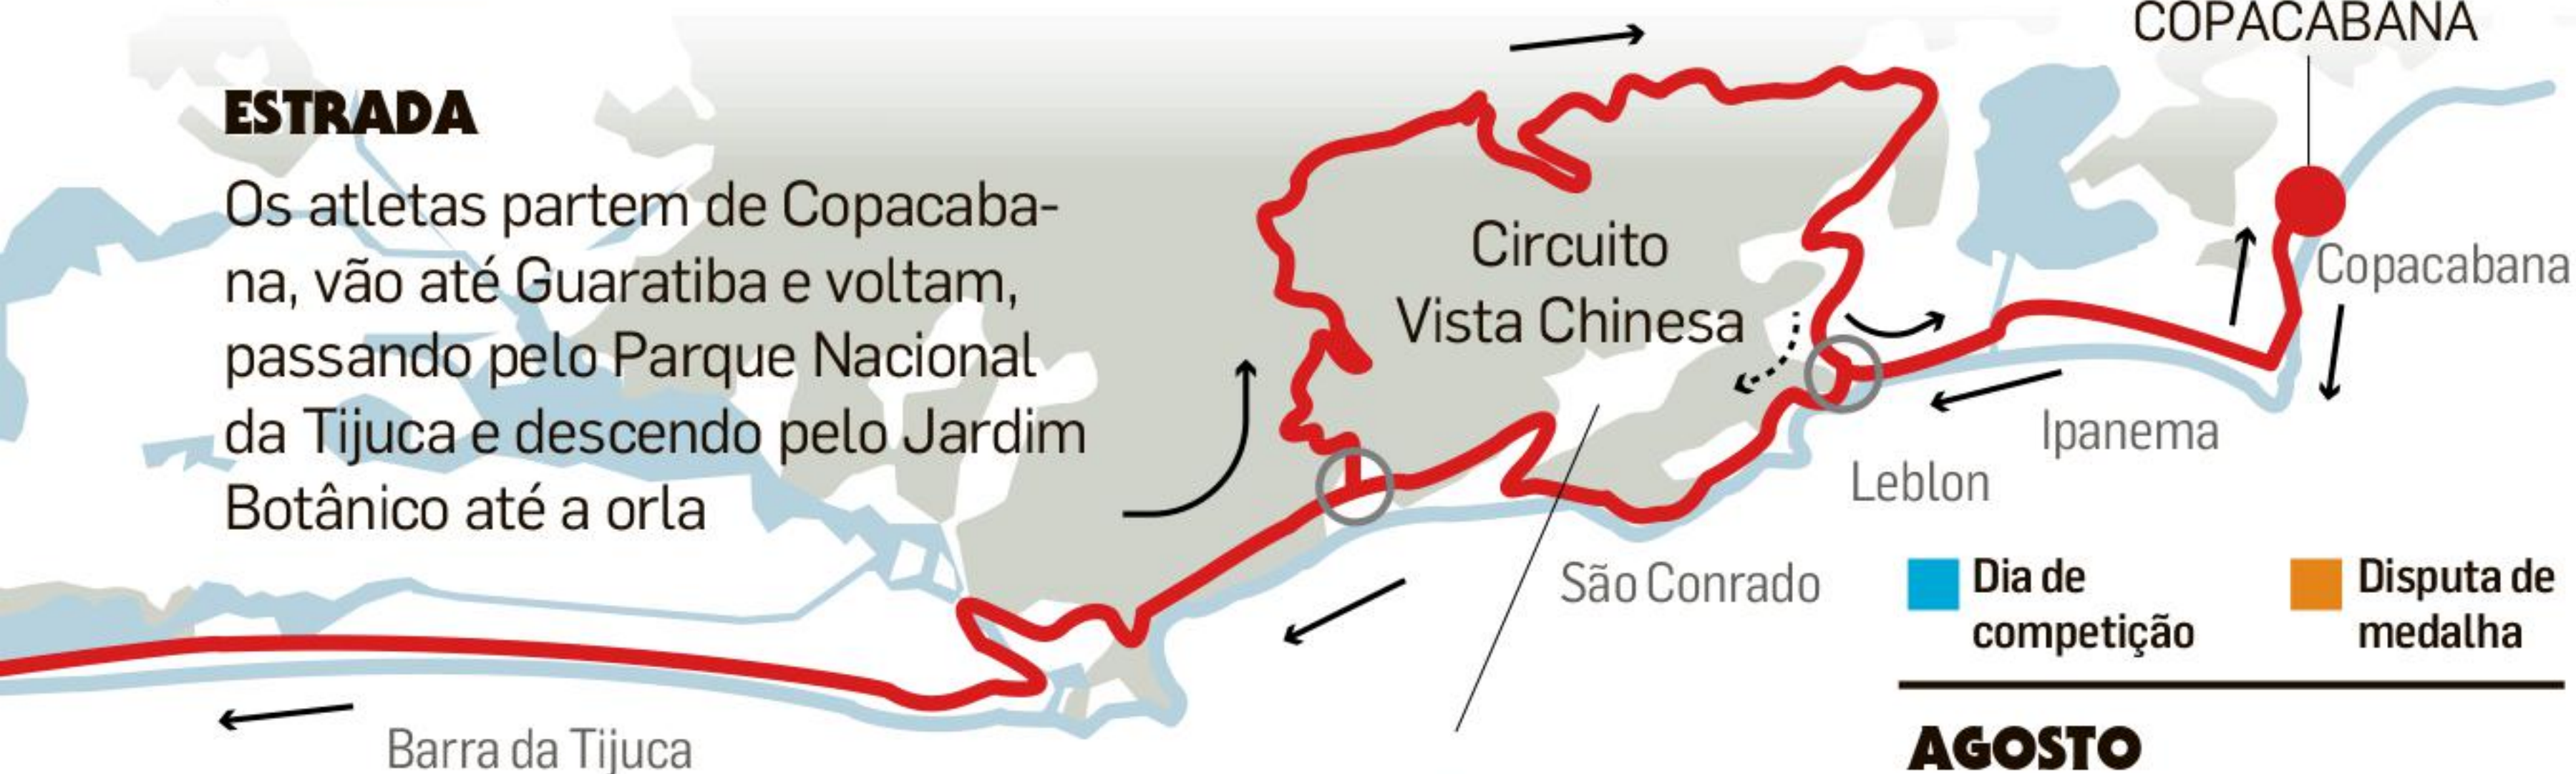 COPACABANA
ESTRADA
Os atletas partem de Copacaba-
na, vão até Guaratiba e voltam,
passando pelo Parque Nacional
da Tijuca e descendo pelo Jardim
Botânico até a orla
Circuito
Vista Chinesa
Copacabana
Ipanema
Leblon
São Conrado
Barra da Tijuca
Dia de
competição
Disputa de
medalha
AGOSTO